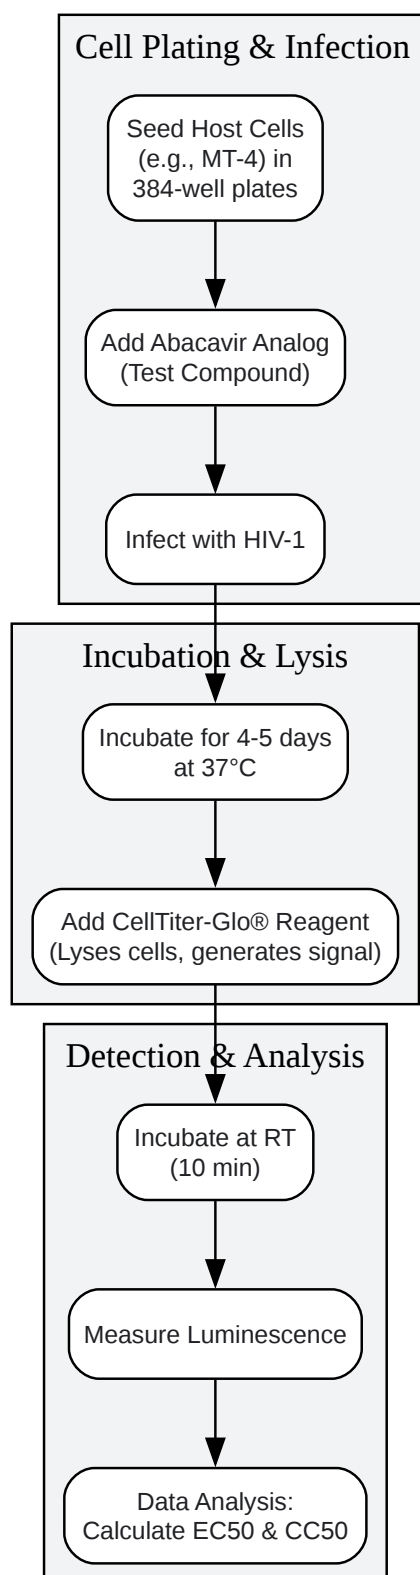 Cell Plating & Infection
Seed Host Cells
(e.g., MT-4) in
384-well plates
Add Abacavir Analog
(Test Compound)
Infect with HIV-1
Incubation & Lysis
Incubate for 4-5 days
at 37°C
Add CellTiter-Glo® Reagent
(Lyses cells, generates signal)
Detection & Analysis
Incubate at RT
(10 min)
Measure Luminescence
Data Analysis:
Calculate EC50 & CC50